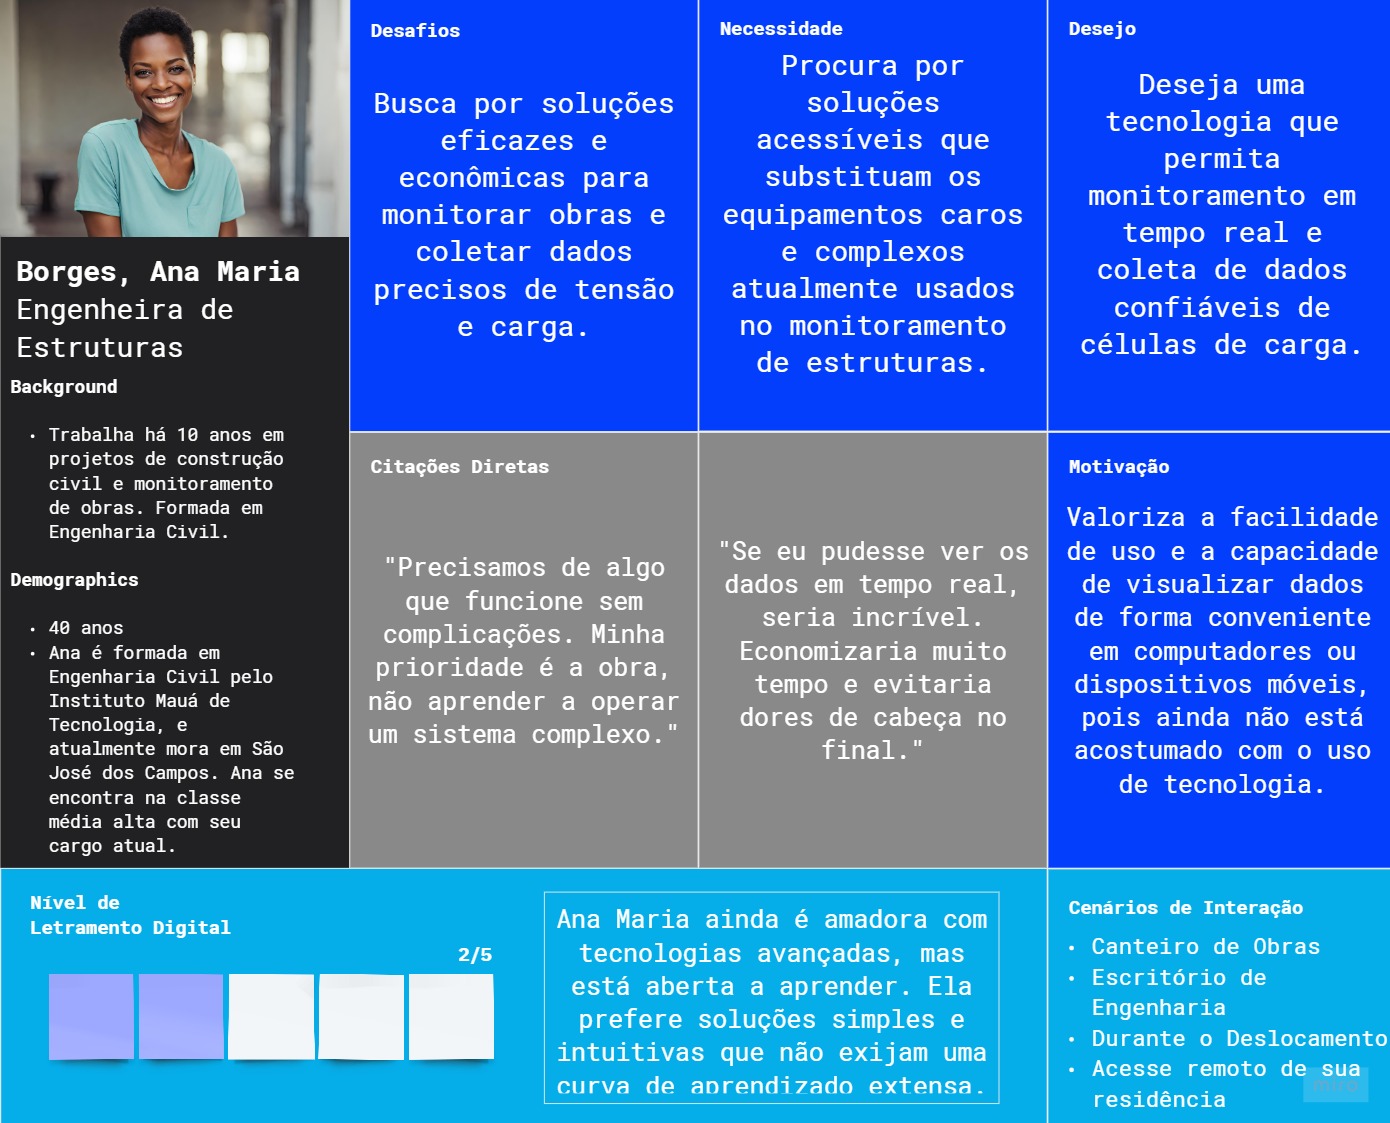 Borges, Ana Maria
Engenheira de
Estruturas
Background
• Trabalha há 10 anos em
projetos de construção
civil e monitoramento
de obras. Formada em
Engenharia Civil.
Demographics
• 40 anos
• Ana é formada em
Engenharia Civil pelo
Instituto Mauá de
Tecnologia, e
atualmente mora em São
José dos Campos. Ana se
encontra na classe
média alta com seu
cargo atual.
Desafios
Busca por soluções
eficazes e
econômicas para
monitorar obras e
coletar dados
precisos de tensão
e carga.
Necessidade
Procura por
soluções
acessíveis que
substituam os
equipamentos caros
e complexos
atualmente usados
no monitoramento
de estruturas.
Desejo
Deseja uma
tecnologia que
permita
monitoramento em
tempo real e
coleta de dados
confiáveis de
células de carga.
Citações Diretas
"Precisamos de algo
que funcione sem
complicações. Minha
prioridade é a obra,
não aprender a operar
um sistema complexo."
"Se eu pudesse ver os
dados em tempo real,
seria incrível.
Economizaria muito
tempo e evitaria
dores de cabeça no
final."
Motivação
Valoriza a facilidade
de uso e a capacidade
de visualizar dados
de forma conveniente
em computadores ou
dispositivos móveis,
pois ainda não está
acostumado com o uso
de tecnologia.
Nível de
Letramento Digital
2/5
Ana Maria ainda é amadora com
tecnologias avançadas, mas
está aberta a aprender. Ela
prefere soluções simples e
intuitivas que não exijam uma
curva de aprendizado extensa.
Cenários de Interação
• Canteiro de Obras
• Escritório de
Engenharia
• Durante o Deslocamento
• Acesse remoto de sua
residência
miro